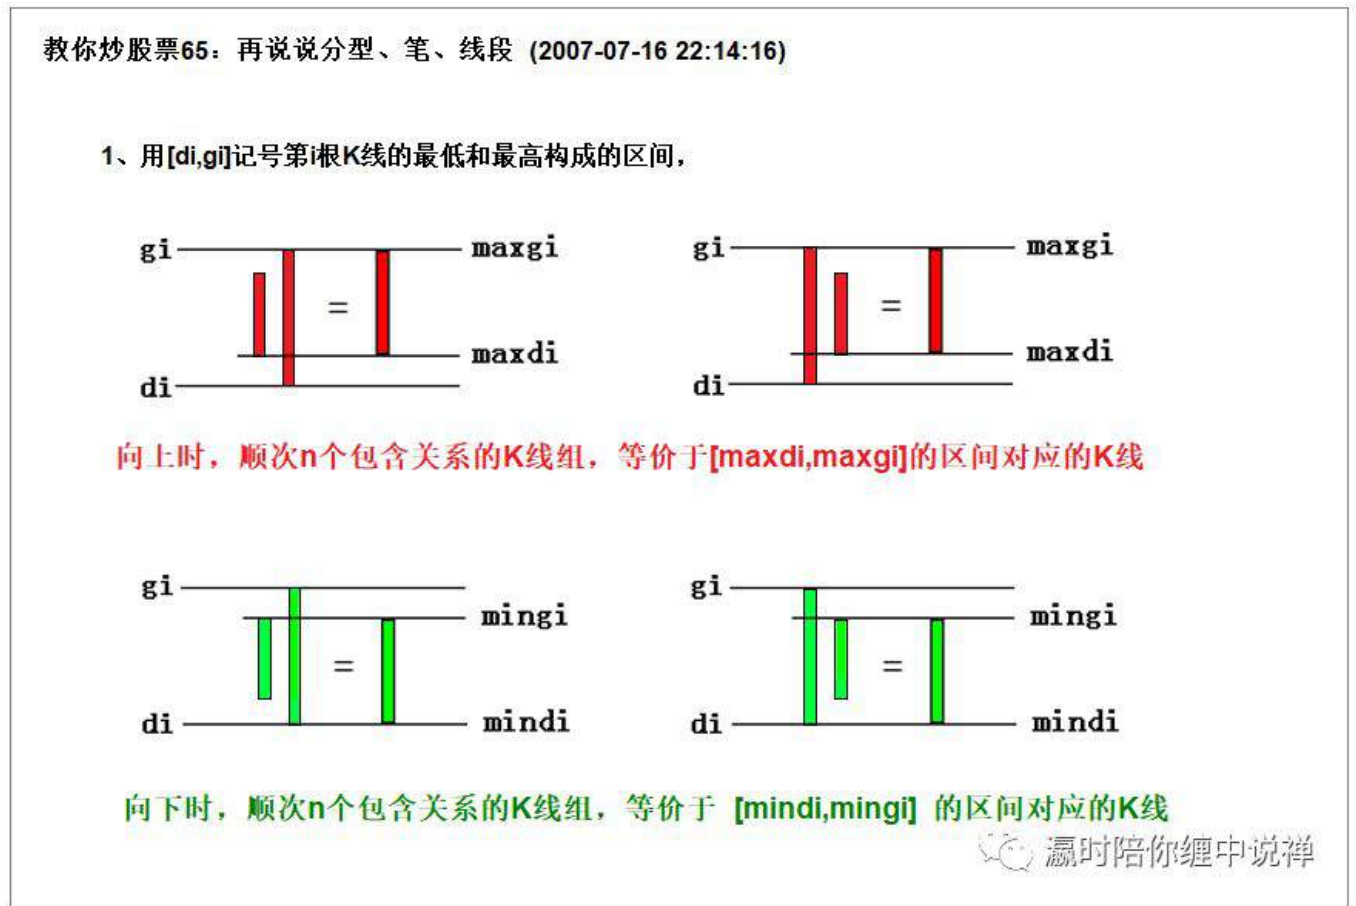 教你炒股票65：再说说分型、笔、线段 (2007-07-16 22:14:16)
1、用[di,gi]记号第i根K线的最低和最高构成的区间，
gi maxgi gi maxgi
= =
maxdi maxdi
di di
向上时，顺次n个包含关系的K线组，等价于[maxdi,maxgi]的区间对应的K线
gi gi
mingi mingi
= =
di mindi di mindi
向下时，顺次n个包含关系的K线组，等价于 [mindi,mingi] 的区间对应的K线
瀛时陪你缠中说禅